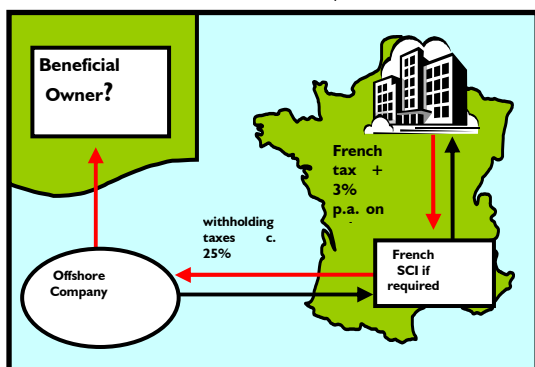 Beneficial
Owner?
French
tax +
3%
p.a. on
withholding
taxes c.
25%
French
SCI if
required
Offshore
Company